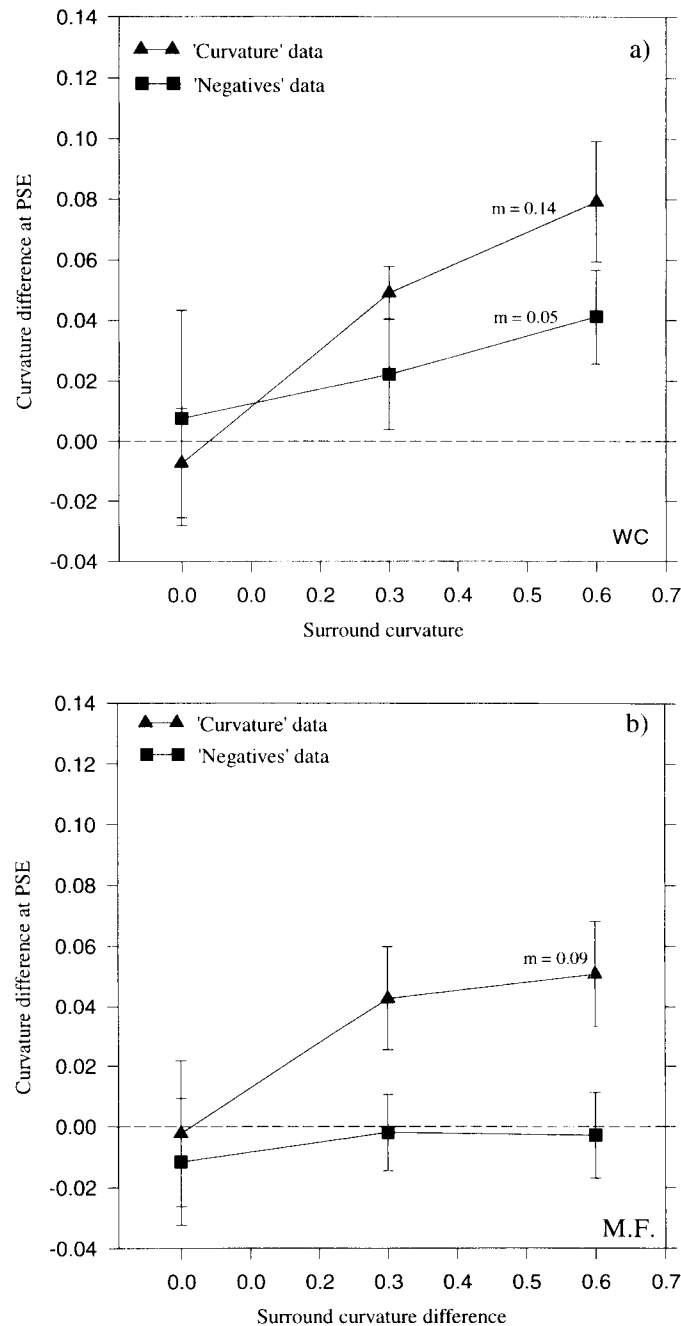 a)
'Curvature' data
'Negatives' data
0.14
0.12
0.10
0.08
0.06
0.04
0.02
0.00
-0.02
-0.04
Curvature difference at PSE
m = 0.14
m = 0.05
WC
0.0 0.0 0.2 0.3 0.4 0.5 0.6 0.7
Surround curvature
b)
'Curvature' data
'Negatives' data
0.14
0.12
0.10
0.08
0.06
0.04
0.02
0.00
-0.02
-0.04
Curvature difference at PSE
m = 0.09
M.F.
0.0 0.0 0.2 0.3 0.4 0.5 0.6 0.7
Surround curvature difference